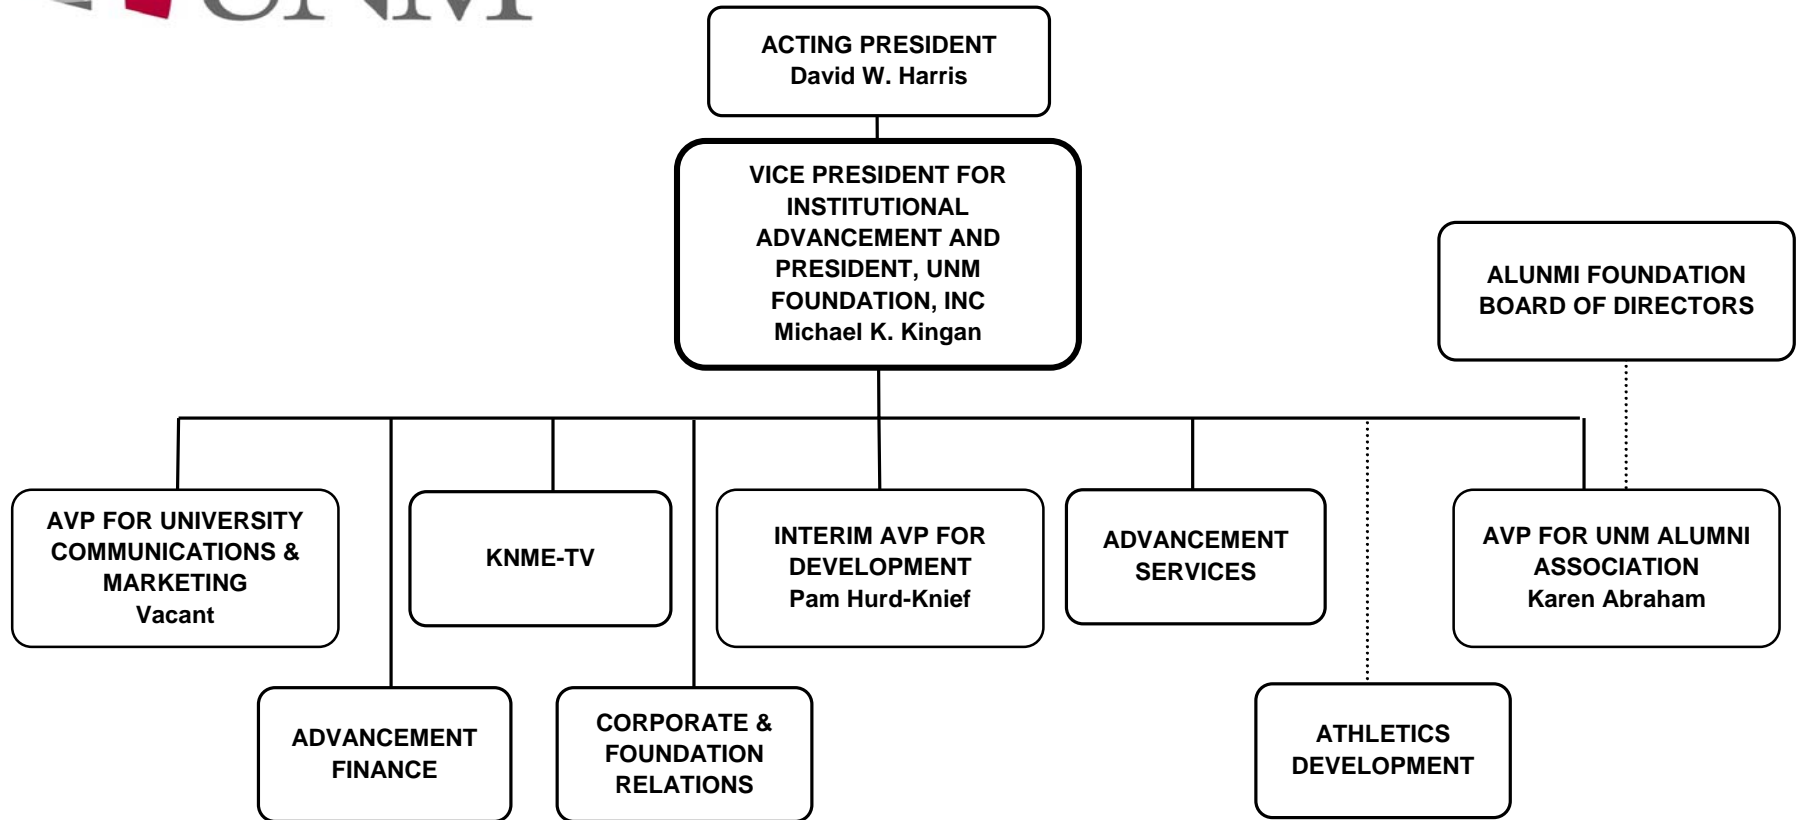 UNM
ACTING PRESIDENT
David W. Harris
VICE PRESIDENT FOR
INSTITUTIONAL
ADVANCEMENT AND
PRESIDENT, UNM
FOUNDATION, INC
Michael K. Kingan
ALUNMI FOUNDATION
BOARD OF DIRECTORS
AVP FOR UNIVERSITY
COMMUNICATIONS &
MARKETING
Vacant
KNME-TV
INTERIM AVP FOR
DEVELOPMENT
Pam Hurd-Knief
ADVANCEMENT
SERVICES
AVP FOR UNM ALUMNI
ASSOCIATION
Karen Abraham
ADVANCEMENT
FINANCE
CORPORATE &
FOUNDATION
RELATIONS
ATHLETICS
DEVELOPMENT